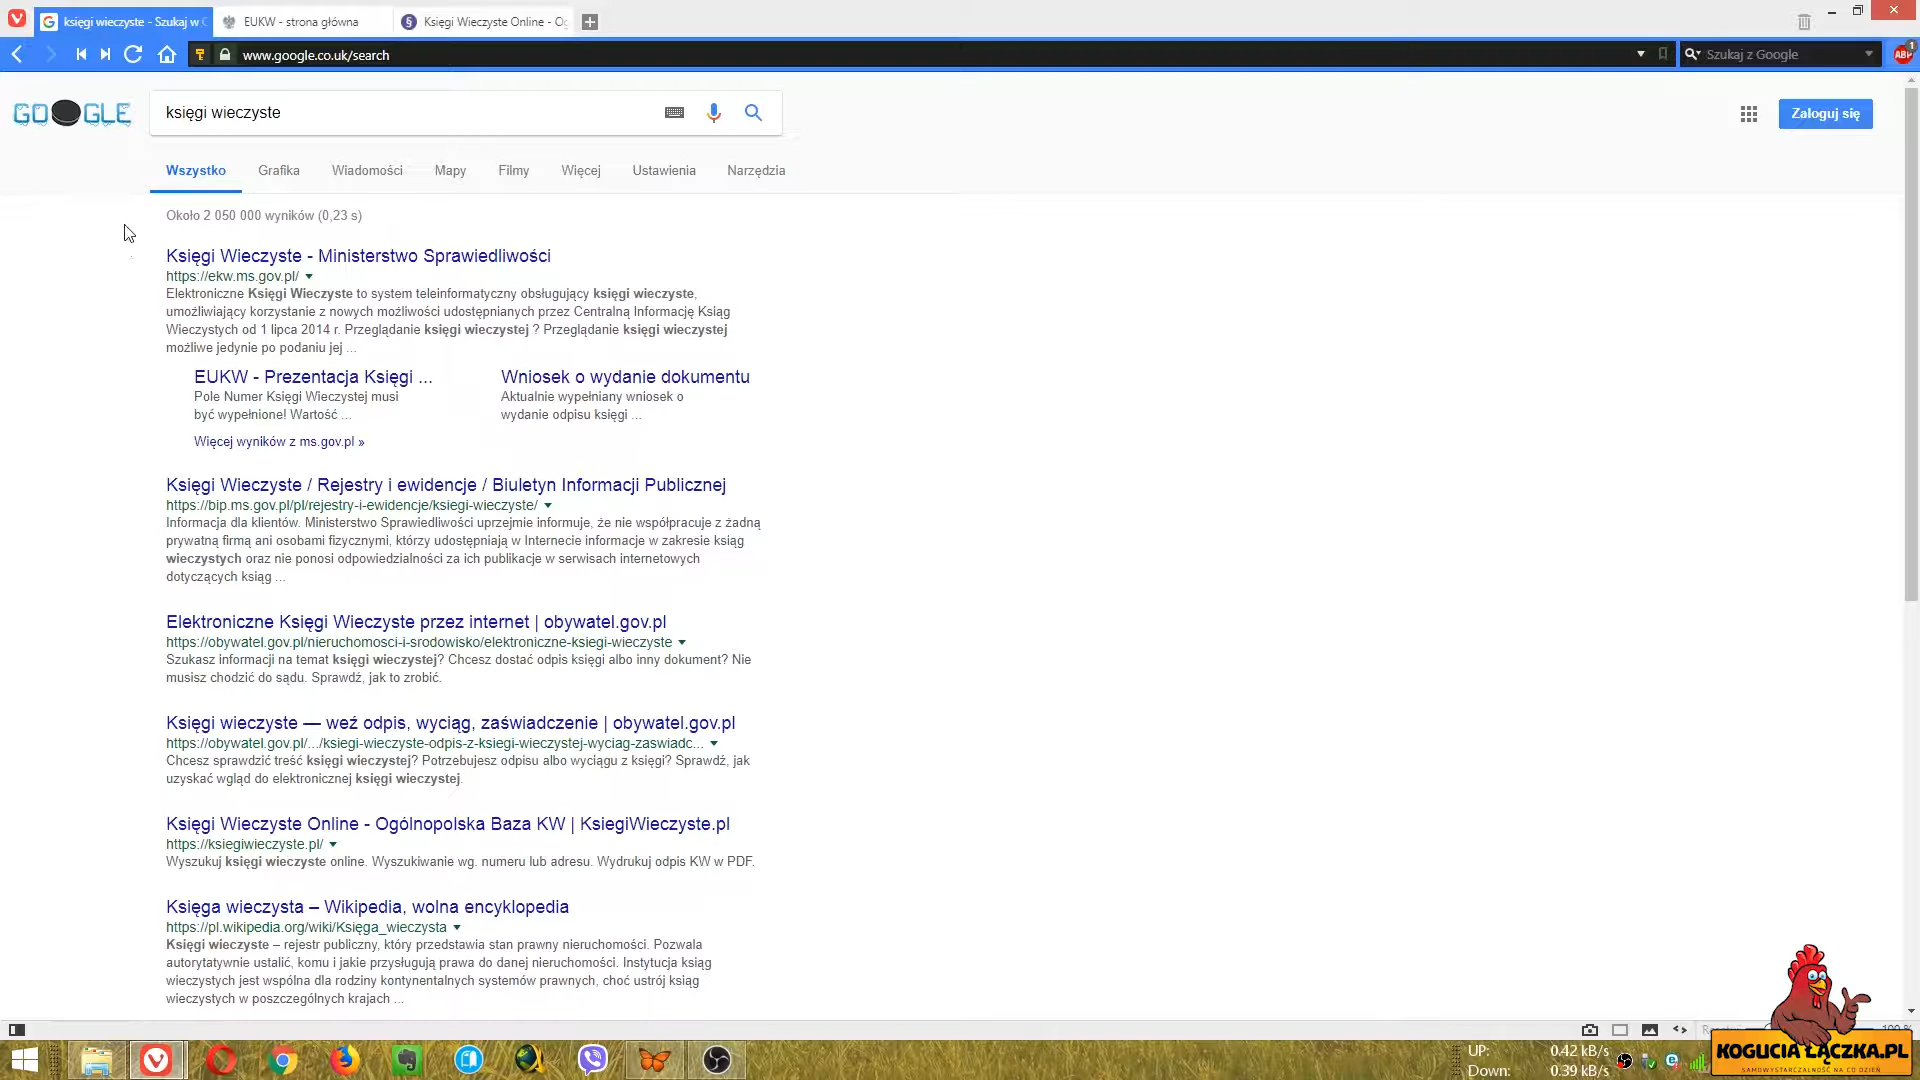 księgi wieczyste - Szukaj w G
EUKW - strona główna
Księgi Wieczyste Online - Og
www.google.co.uk/search
Szukaj z Google
ABP
1
GOOGLE
księgi wieczyste
Zaloguj się
Wszystko
Grafika
Wiadomości
Mapy
Filmy
Więcej
Ustawienia
Narzędzia
Około 2 050 000 wyników (0,23 s)
Księgi Wieczyste - Ministerstwo Sprawiedliwości
https://ekw.ms.gov.pl/
Elektroniczne Księgi Wieczyste to system teleinformatyczny obsługujący księgi wieczyste,
umożliwiający korzystanie z nowych możliwości udostępnianych przez Centralną Informację Ksiąg
Wieczystych od 1 lipca 2014 r. Przeglądanie księgi wieczystej ? Przeglądanie księgi wieczystej
możliwe jedynie po podaniu jej ...
EUKW - Prezentacja Księgi ...
Pole Numer Księgi Wieczystej musi
być wypełnione! Wartość ...
Wniosek o wydanie dokumentu
Aktualnie wypełniany wniosek o
wydanie odpisu księgi ...
Więcej wyników z ms.gov.pl »
Księgi Wieczyste / Rejestry i ewidencje / Biuletyn Informacji Publicznej
https://bip.ms.gov.pl/pl/rejestry-i-ewidencje/ksiegi-wieczyste/
Informacja dla klientów. Ministerstwo Sprawiedliwości uprzejmie informuje, że nie współpracuje z żadną
prywatną firmą ani osobami fizycznymi, którzy udostępniają w Internecie informacje w zakresie ksiąg
wieczystych oraz nie ponosi odpowiedzialności za ich publikacje w serwisach internetowych
dotyczących ksiąg ...
Elektroniczne Księgi Wieczyste przez internet | obywatel.gov.pl
https://obywatel.gov.pl/nieruchomosci-i-srodowisko/elektroniczne-ksiegi-wieczyste
Szukasz informacji na temat księgi wieczystej? Chcesz dostać odpis księgi albo inny dokument? Nie
musisz chodzić do sądu. Sprawdź, jak to zrobić.
Księgi wieczyste — weź odpis, wyciąg, zaświadczenie | obywatel.gov.pl
https://obywatel.gov.pl/.../ksiegi-wieczyste-odpis-z-ksiegi-wieczystej-wyciag-zaswiadc...
Chcesz sprawdzić treść księgi wieczystej? Potrzebujesz odpisu albo wyciągu z księgi? Sprawdź, jak
uzyskać wgląd do elektronicznej księgi wieczystej.
Księgi Wieczyste Online - Ogólnopolska Baza KW | KsiegiWieczyste.pl
https://ksiegiwieczyste.pl/
Wyszukuj księgi wieczyste online. Wyszukiwanie wg. numeru lub adresu. Wydrukuj odpis KW w PDF.
Księga wieczysta – Wikipedia, wolna encyklopedia
https://pl.wikipedia.org/wiki/Księga_wieczysta
Księgi wieczyste – rejestr publiczny, który przedstawia stan prawny nieruchomości. Pozwala
autorytatywnie ustalić, komu i jakie przysługują prawa do danej nieruchomości. Instytucja ksiąg
wieczystych jest wspólna dla rodziny kontynentalnych systemów prawnych, choć ustrój ksiąg
wieczystych w poszczególnych krajach ...
UP: 0.42 kB/s
Down: 0.39 kB/s
KOGUCIA ŁĄCZKA.PL
SAMOWYSTARCZALNOŚĆ NA CO DZIEŃ